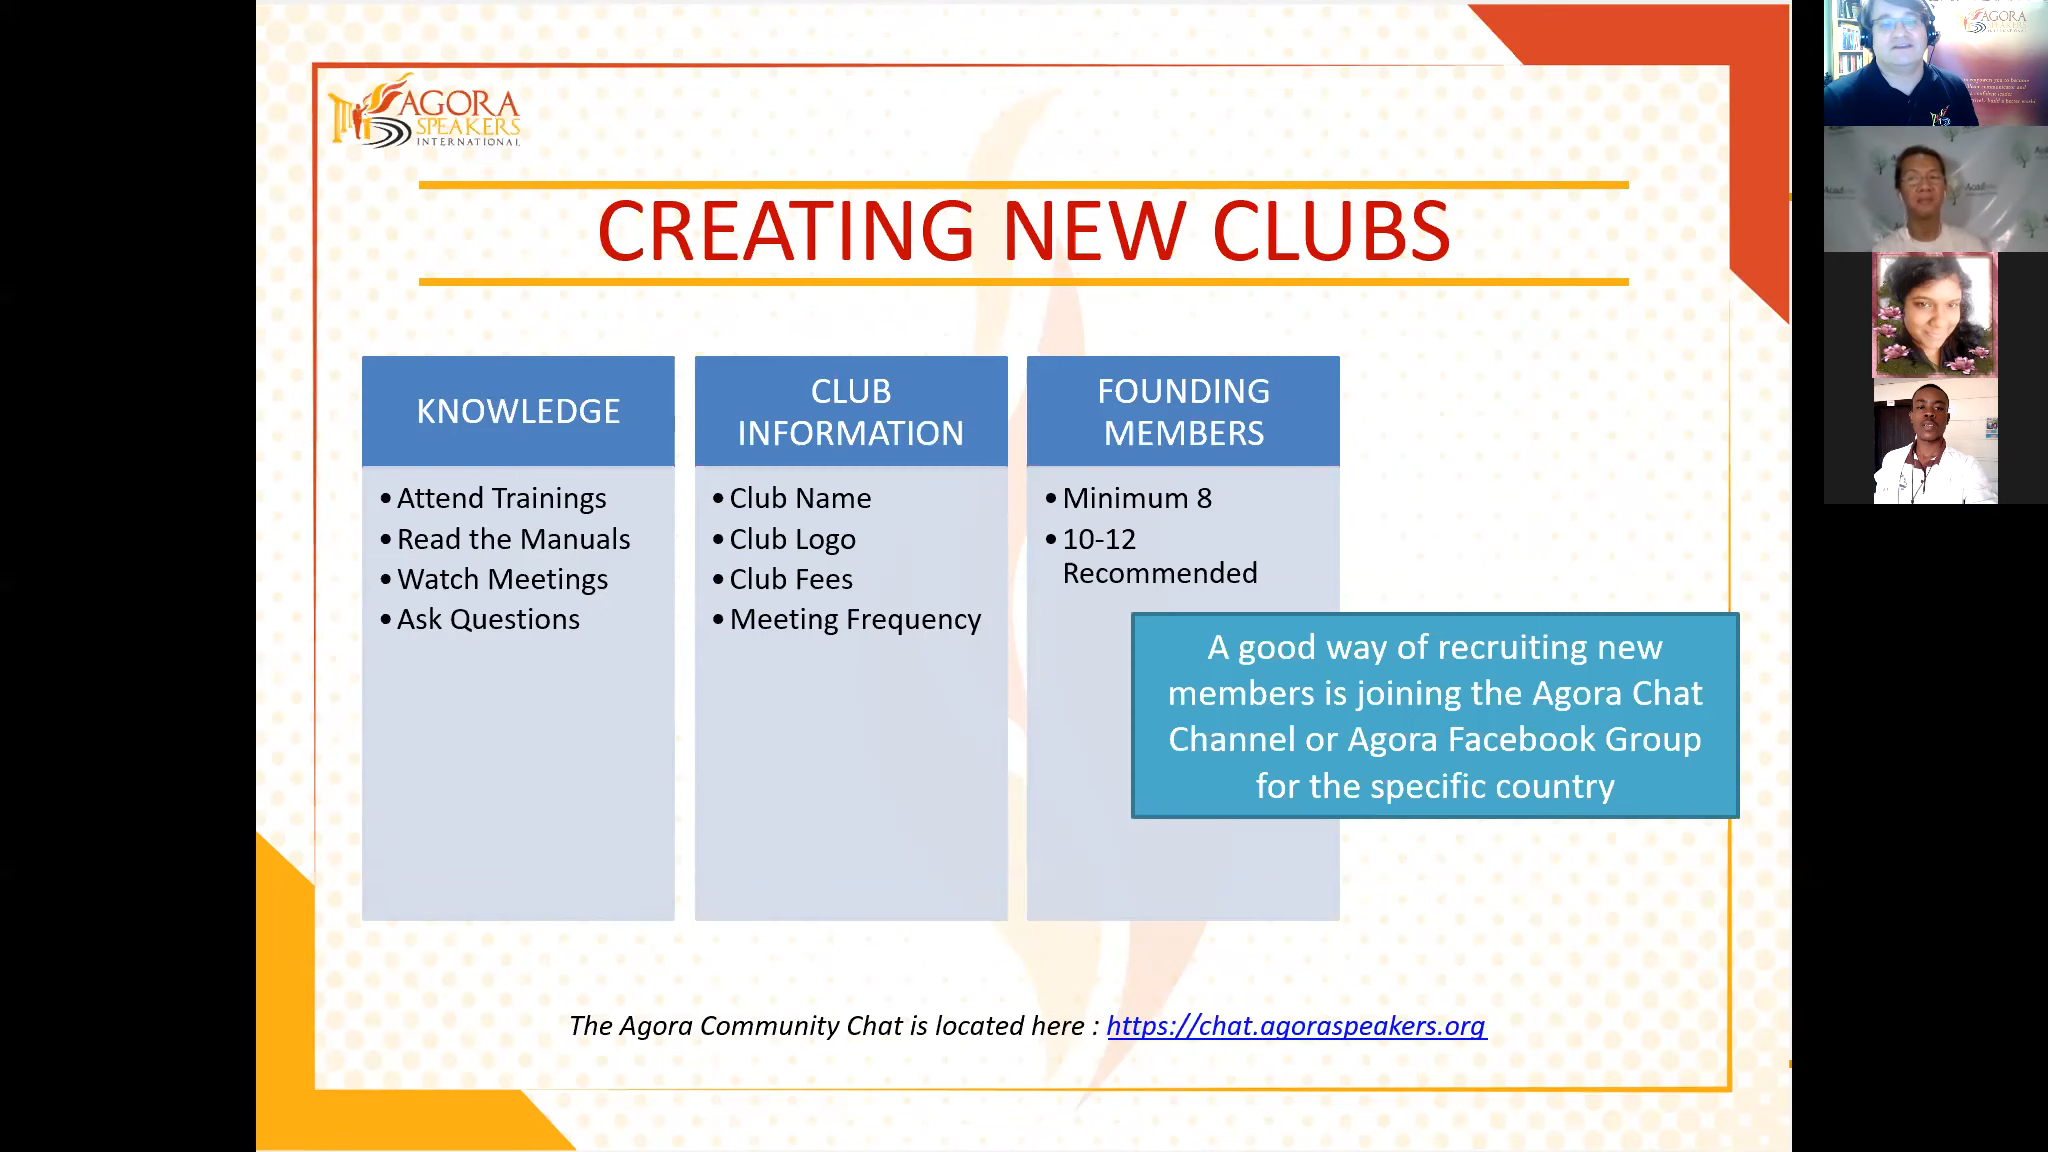 AGORA
SPEAKERS
INTERNATIONAL
CREATING NEW CLUBS
KNOWLEDGE
•Attend Trainings
•Read the Manuals
•Watch Meetings
•Ask Questions
CLUB
INFORMATION
•Club Name
•Club Logo
•Club Fees
•Meeting Frequency
FOUNDING
MEMBERS
•Minimum 8
•10-12
Recommended
A good way of recruiting new
members is joining the Agora Chat
Channel or Agora Facebook Group
for the specific country
The Agora Community Chat is located here : https://chat.agoraspeakers.org
AGORA
SPEAKERS
INTERNATIONAL